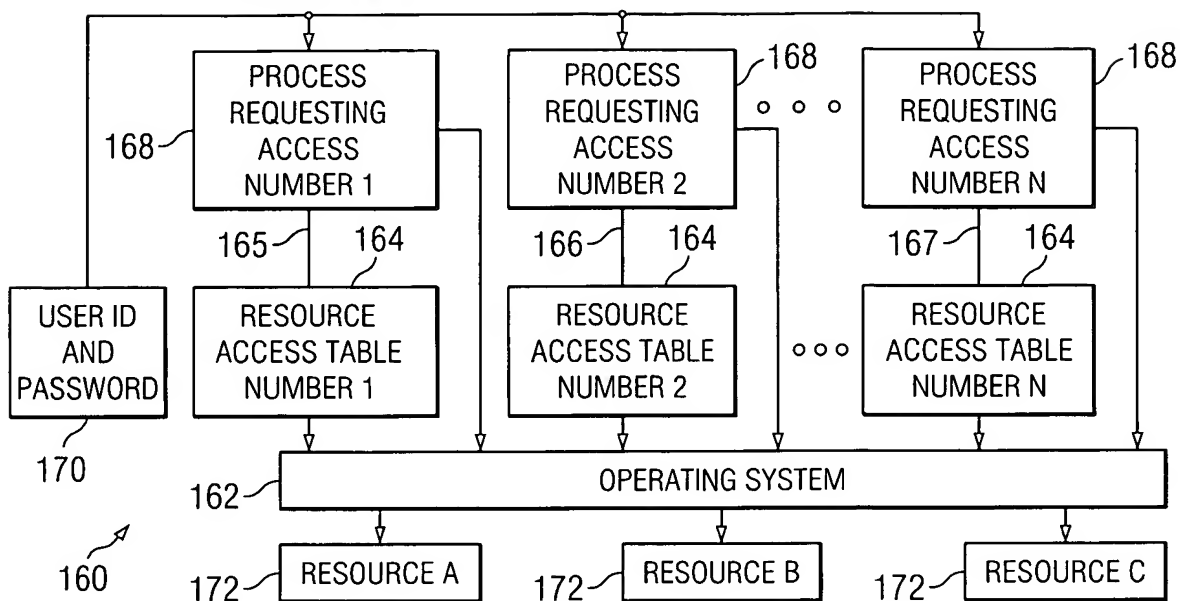 PROCESS
REQUESTING
ACCESS
NUMBER 1
168
PROCESS
REQUESTING
ACCESS
NUMBER 2
168
PROCESS
REQUESTING
ACCESS
NUMBER N
168
165
164
166
164
167
164
USER ID
AND
PASSWORD
170
RESOURCE
ACCESS TABLE
NUMBER 1
RESOURCE
ACCESS TABLE
NUMBER 2
RESOURCE
ACCESS TABLE
NUMBER N
162
OPERATING SYSTEM
160
172
RESOURCE A
172
RESOURCE B
172
RESOURCE C